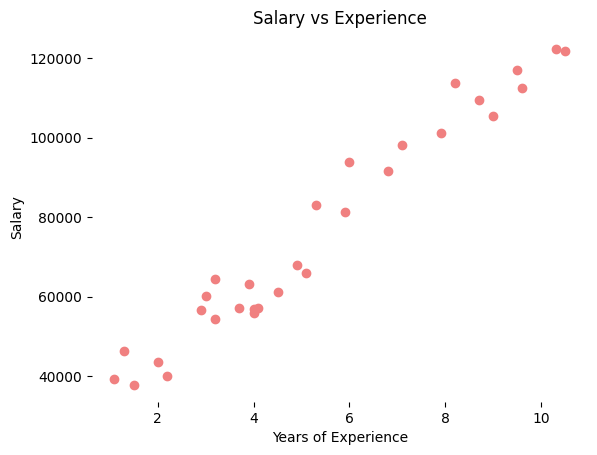 Salary vs Experience
120000
100000
80000
60000
40000
Salary
2 4 6 8 10
Years of Experience